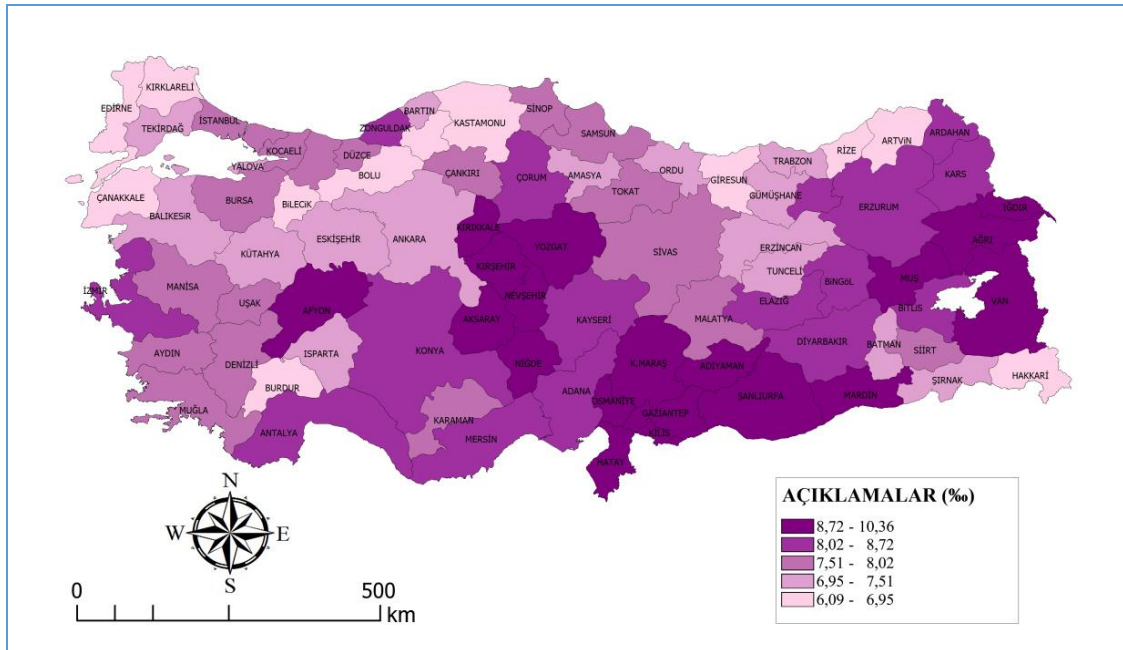 KIRKLARELİ
EDİRNE
TEKİRDAĞ
İSTANBUL
KOCAELİ
YALOVA
DÜZCE
ZONGULDAK
BARTIN
KASTAMONU
SİNOP
SAMSUN
BOLU
ÇANKIRI
ÇORUM
AMASYA
TOKAT
ORDU
GİRESUN
TRABZON
GÜMÜŞHANE
RİZE
ARTVİN
ARDAHAN
KARS
ERZURUM
IĞDIR
AĞRI
ÇANAKKALE
BALIKESİR
BURSA
BİLECİK
KÜTAHYA
ESKİŞEHİR
ANKARA
KIRIKKALE
YOZGAT
KIRŞEHİR
SİVAS
ERZİNCAN
TUNCELİ
BİNGÖL
MUŞ
VAN
BİTLİS
İZMİR
MANİSA
UŞAK
AFYON
NEVŞEHİR
AKSARAY
KAYSERİ
MALATYA
ELAZIĞ
DİYARBAKIR
BATMAN
SİİRT
ŞIRNAK
HAKKARİ
AYDIN
DENİZLİ
ISPARTA
BURDUR
KONYA
NİĞDE
K.MARAŞ
ADIYAMAN
ŞANLIURFA
MARDİN
MUĞLA
ANTALYA
KARAMAN
MERSİN
ADANA
OSMANİYE
GAZİANTEP
KİLİS
HATAY
N
W E
S
0 500
km
AÇIKLAMALAR (‰)
8,72 - 10,36
8,02 - 8,72
7,51 - 8,02
6,95 - 7,51
6,09 - 6,95